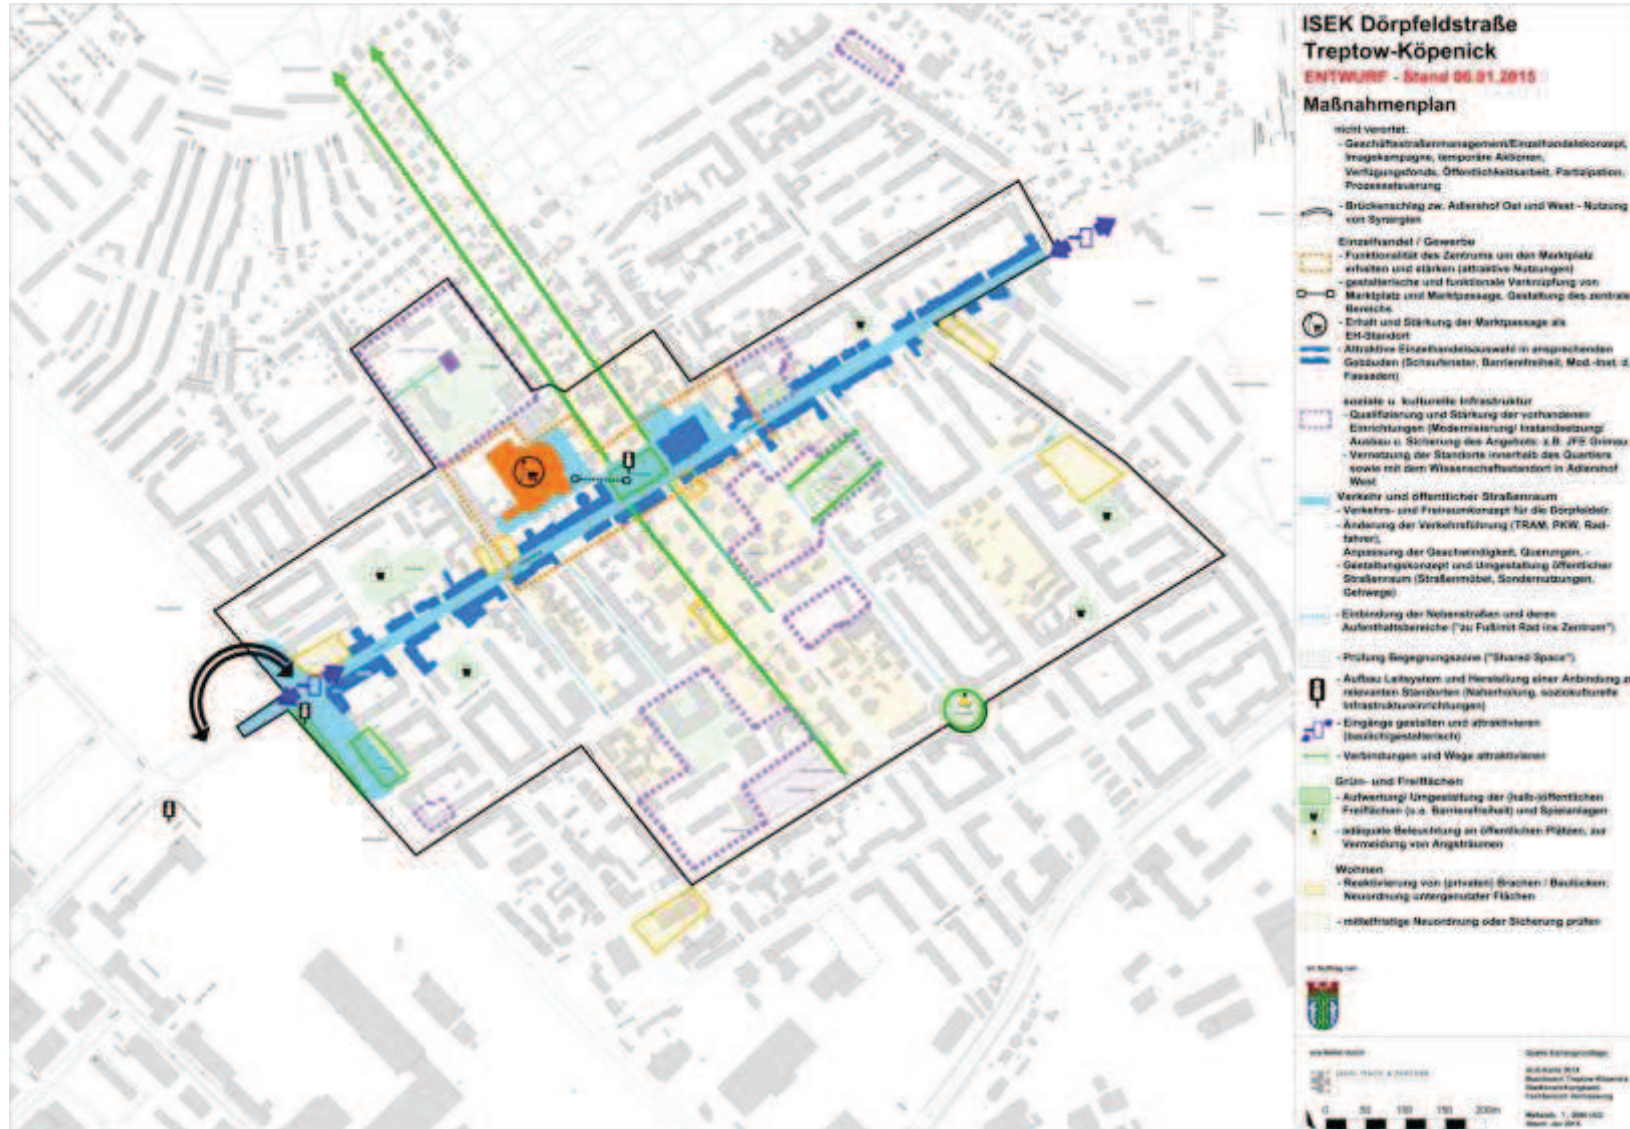 ISEK Dörpfeldstraße
Treptow-Köpenick
ENTWURF - Stand 06.01.2015
Maßnahmenplan
nicht verortet:
- Geschäftsstraßenmanagement/Einzelhandelskonzept,
Imagekampagne, temporäre Aktionen,
Verfügungsfonds, Öffentlichkeitsarbeit, Partizipation,
Prozesssteuerung
- Brückenschlag zw. Adlershof Ost und West - Nutzung
von Synergien
Einzelhandel / Gewerbe
- Funktionalität des Zentrums um den Marktplatz
erhalten und stärken (attraktive Nutzungen)
- gestalterische und funktionale Verknüpfung von
Marktplatz und Marktpassage, Gestaltung des zentrale
Bereichs
- Erhalt und Stärkung der Marktpassage als
EH-Standort
- Attraktive Einzelhandelsauswahl in ansprechenden
Gebäuden (Schaufenster, Barrierefreiheit, Mod.-Inst. d.
Fassaden)
soziale u. kulturelle Infrastruktur
- Qualifizierung und Stärkung der vorhandenen
Einrichtungen (Modernisierung/ Instandsetzung/
Ausbau u. Sicherung des Angebots: z.B. JFE Grimau
- Vernetzung der Standorte innerhalb des Quartiers
sowie mit dem Wissenschaftsstandort in Adlershof
West
Verkehr und öffentlicher Straßenraum
- Verkehrs- und Freiraumkonzept für die Dörpfeldstr.
- Änderung der Verkehrsführung (TRAM, PKW, Rad-
fahrer),
Anpassung der Geschwindigkeit, Querungen, -
- Gestaltungskonzept und Umgestaltung öffentlicher
Straßenraum (Straßenmöbel, Sondernutzungen,
Gehwege)
- Einbindung der Nebenstraßen und deren
Aufenthaltsbereiche ("zu Fuß/mit Rad ins Zentrum")
- Prüfung Begegnungszone ("Shared Space")
- Aufbau Leitsystem und Herstellung einer Anbindung z
relevanten Standorten (Naherholung, soziokulturelle
Infrastruktureinrichtungen)
- Eingänge gestalten und attraktivieren
(baulich/gestalterisch)
- Verbindungen und Wege attraktivieren
Grün- und Freiflächen
- Aufwertung/ Umgestaltung der (halb-)öffentlichen
Freiflächen (u.a. Barrierefreiheit) und Spielanlagen
- adäquate Beleuchtung an öffentlichen Plätzen, zur
Vermeidung von Angsträumen
Wohnen
- Reaktivierung von (privaten) Brachen / Baulücken;
Neuordnung untergenutzter Flächen
- mittelfristige Neuordnung oder Sicherung prüfen
im Auftrag von
0 50 100 150 200m